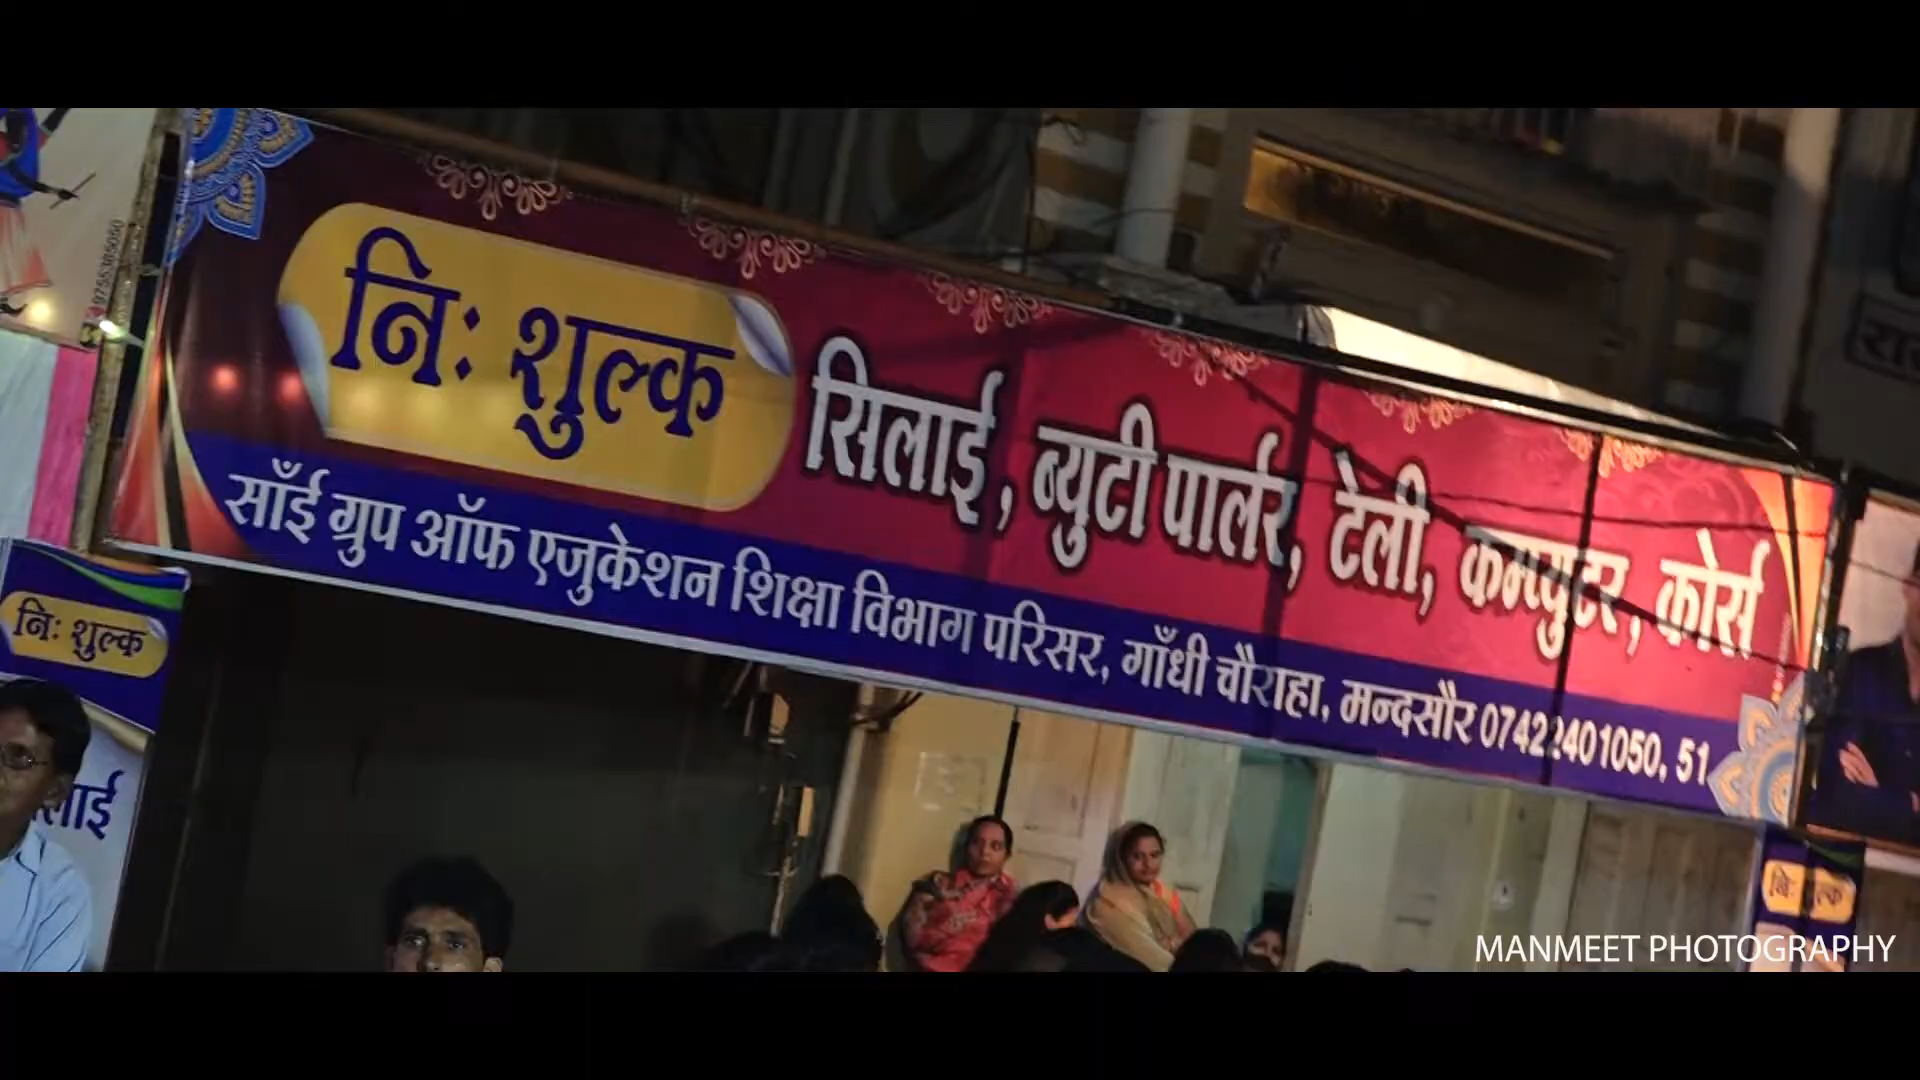 निः शुल्क
सिलाई, ब्युटी पार्लर, टेली, कम्प्युटर, कोर्स
साँई ग्रुप ऑफ एजुकेशन शिक्षा विभाग परिसर, गाँधी चौराहा, मन्दसौर 07422401050, 51
निः शुल्क
लाई
निः शुल्क
MANMEET PHOTOGRAPHY